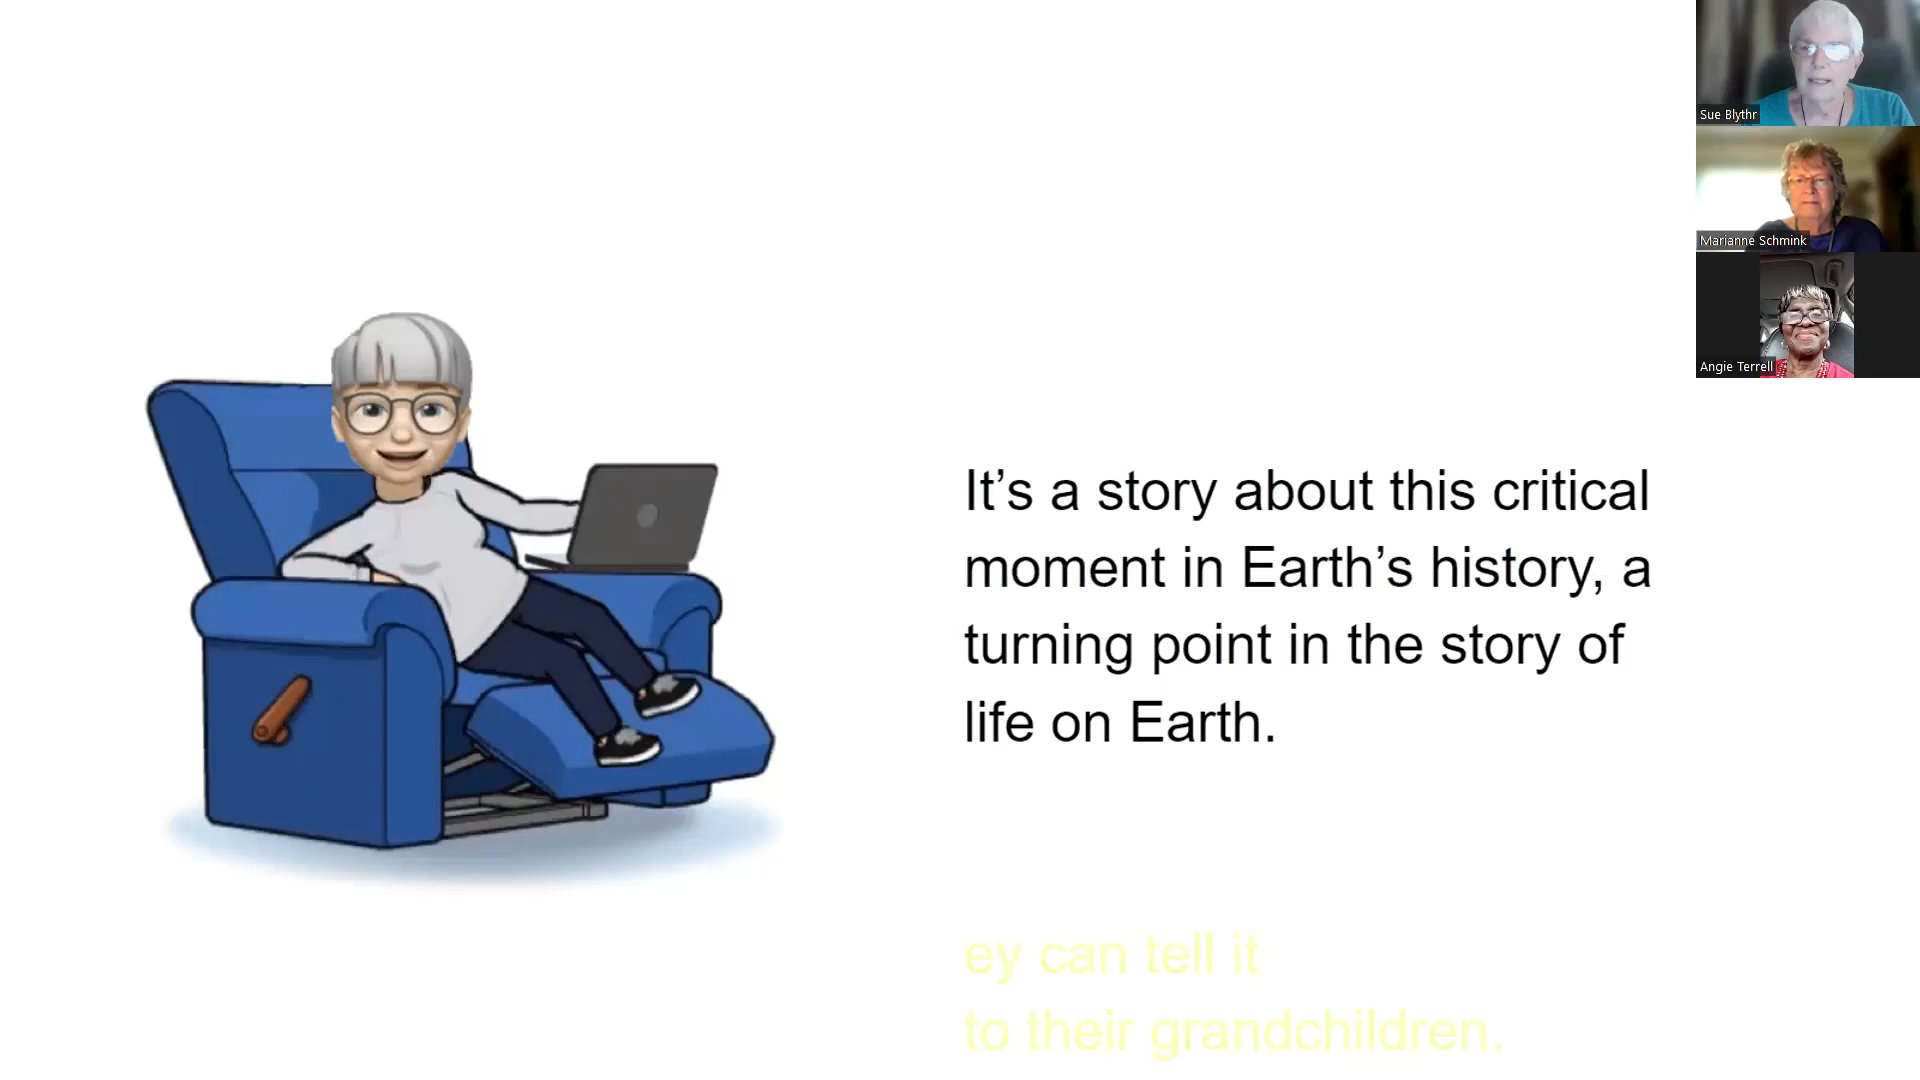 Sue Blythr
Marianne Schmink
Angie Terrell
It’s a story about this critical
moment in Earth’s history, a
turning point in the story of
life on Earth.
ey can tell it
to their grandchildren.